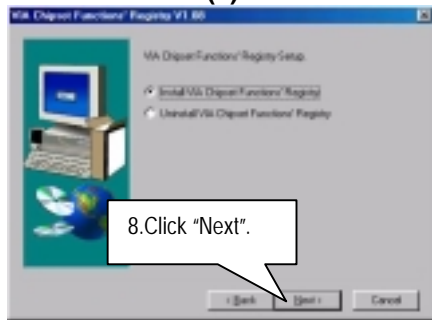 VIA Chipset Functions' Registry V1.08
VIA Chipset Functions' Registry Setup.
Install VIA Chipset Functions' Registry
Uninstall VIA Chipset Functions' Registry
8.Click “Next”.
< Back
Next >
Cancel